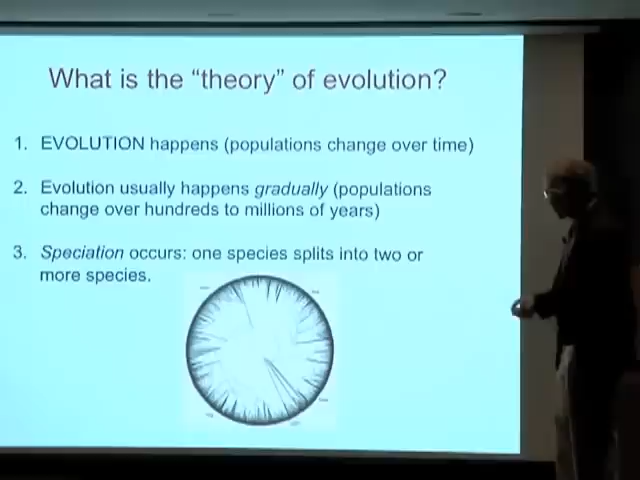 What is the “theory” of evolution?
1. EVOLUTION happens (populations change over time)
2. Evolution usually happens gradually (populations
change over hundreds to millions of years)
3. Speciation occurs: one species splits into two or
more species.